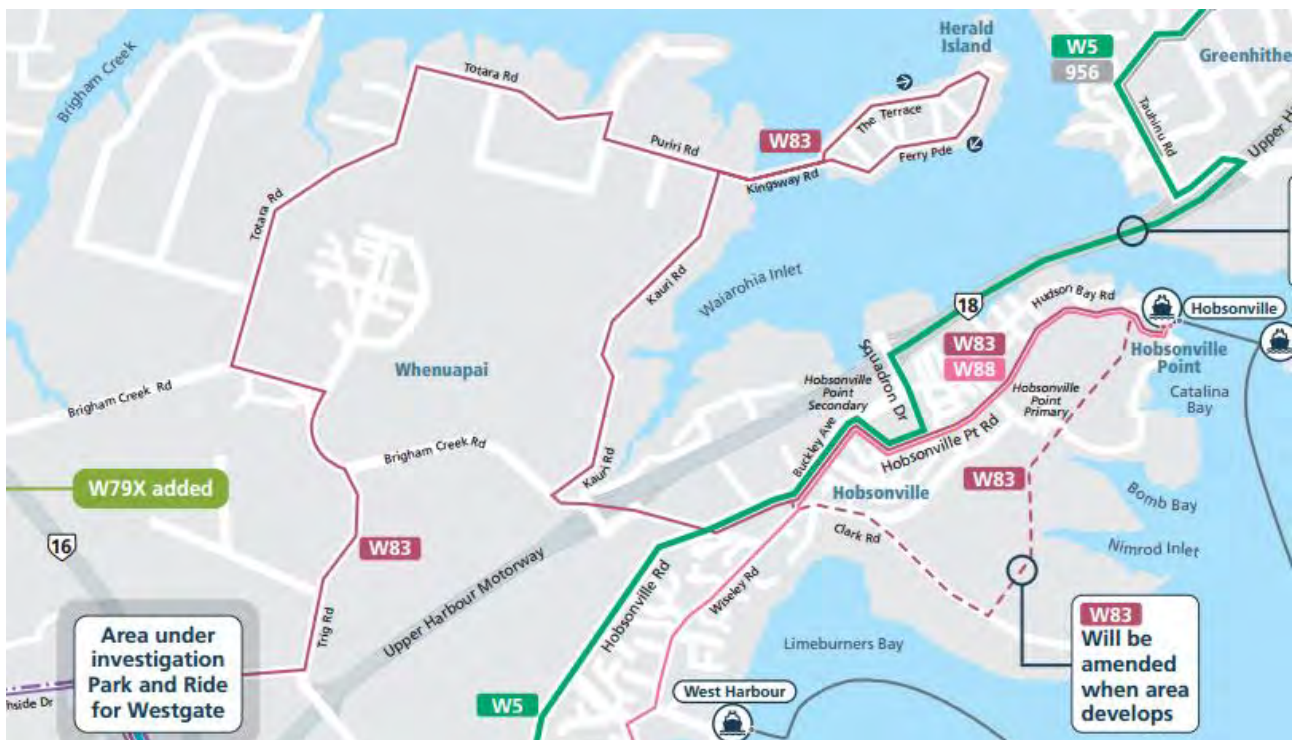 Herald
Island
W5
956
Greenhithe
Brigham Creek
Totara Rd
The Terrace
Tauhinu Rd
Upper Hi
W83
Puriri Rd
Ferry Pde
Kingsway Rd
Totara Rd
Kauri Rd
Waiarohia Inlet
18
Hudson Bay Rd
Hobsonville
Squadron Dr
W83
W88
Hobsonville
Point
Whenuapai
Hobsonville
Point
Secondary
Hobsonville
Point
Primary
Catalina
Bay
Brigham Creek Rd
Buckley Ave
Hobsonville Pt Rd
Brigham Creek Rd
Kauri Rd
W79X added
Hobsonville
W83
Bomb Bay
Clark Rd
Nimrod Inlet
16
W83
Upper Harbour Motorway
Hobsonville Rd
Wiseley Rd
Trig Rd
Area under
investigation
Park and Ride
for Westgate
W83
Will be
amended
when area
develops
Limeburners Bay
hside Dr
W5
West Harbour